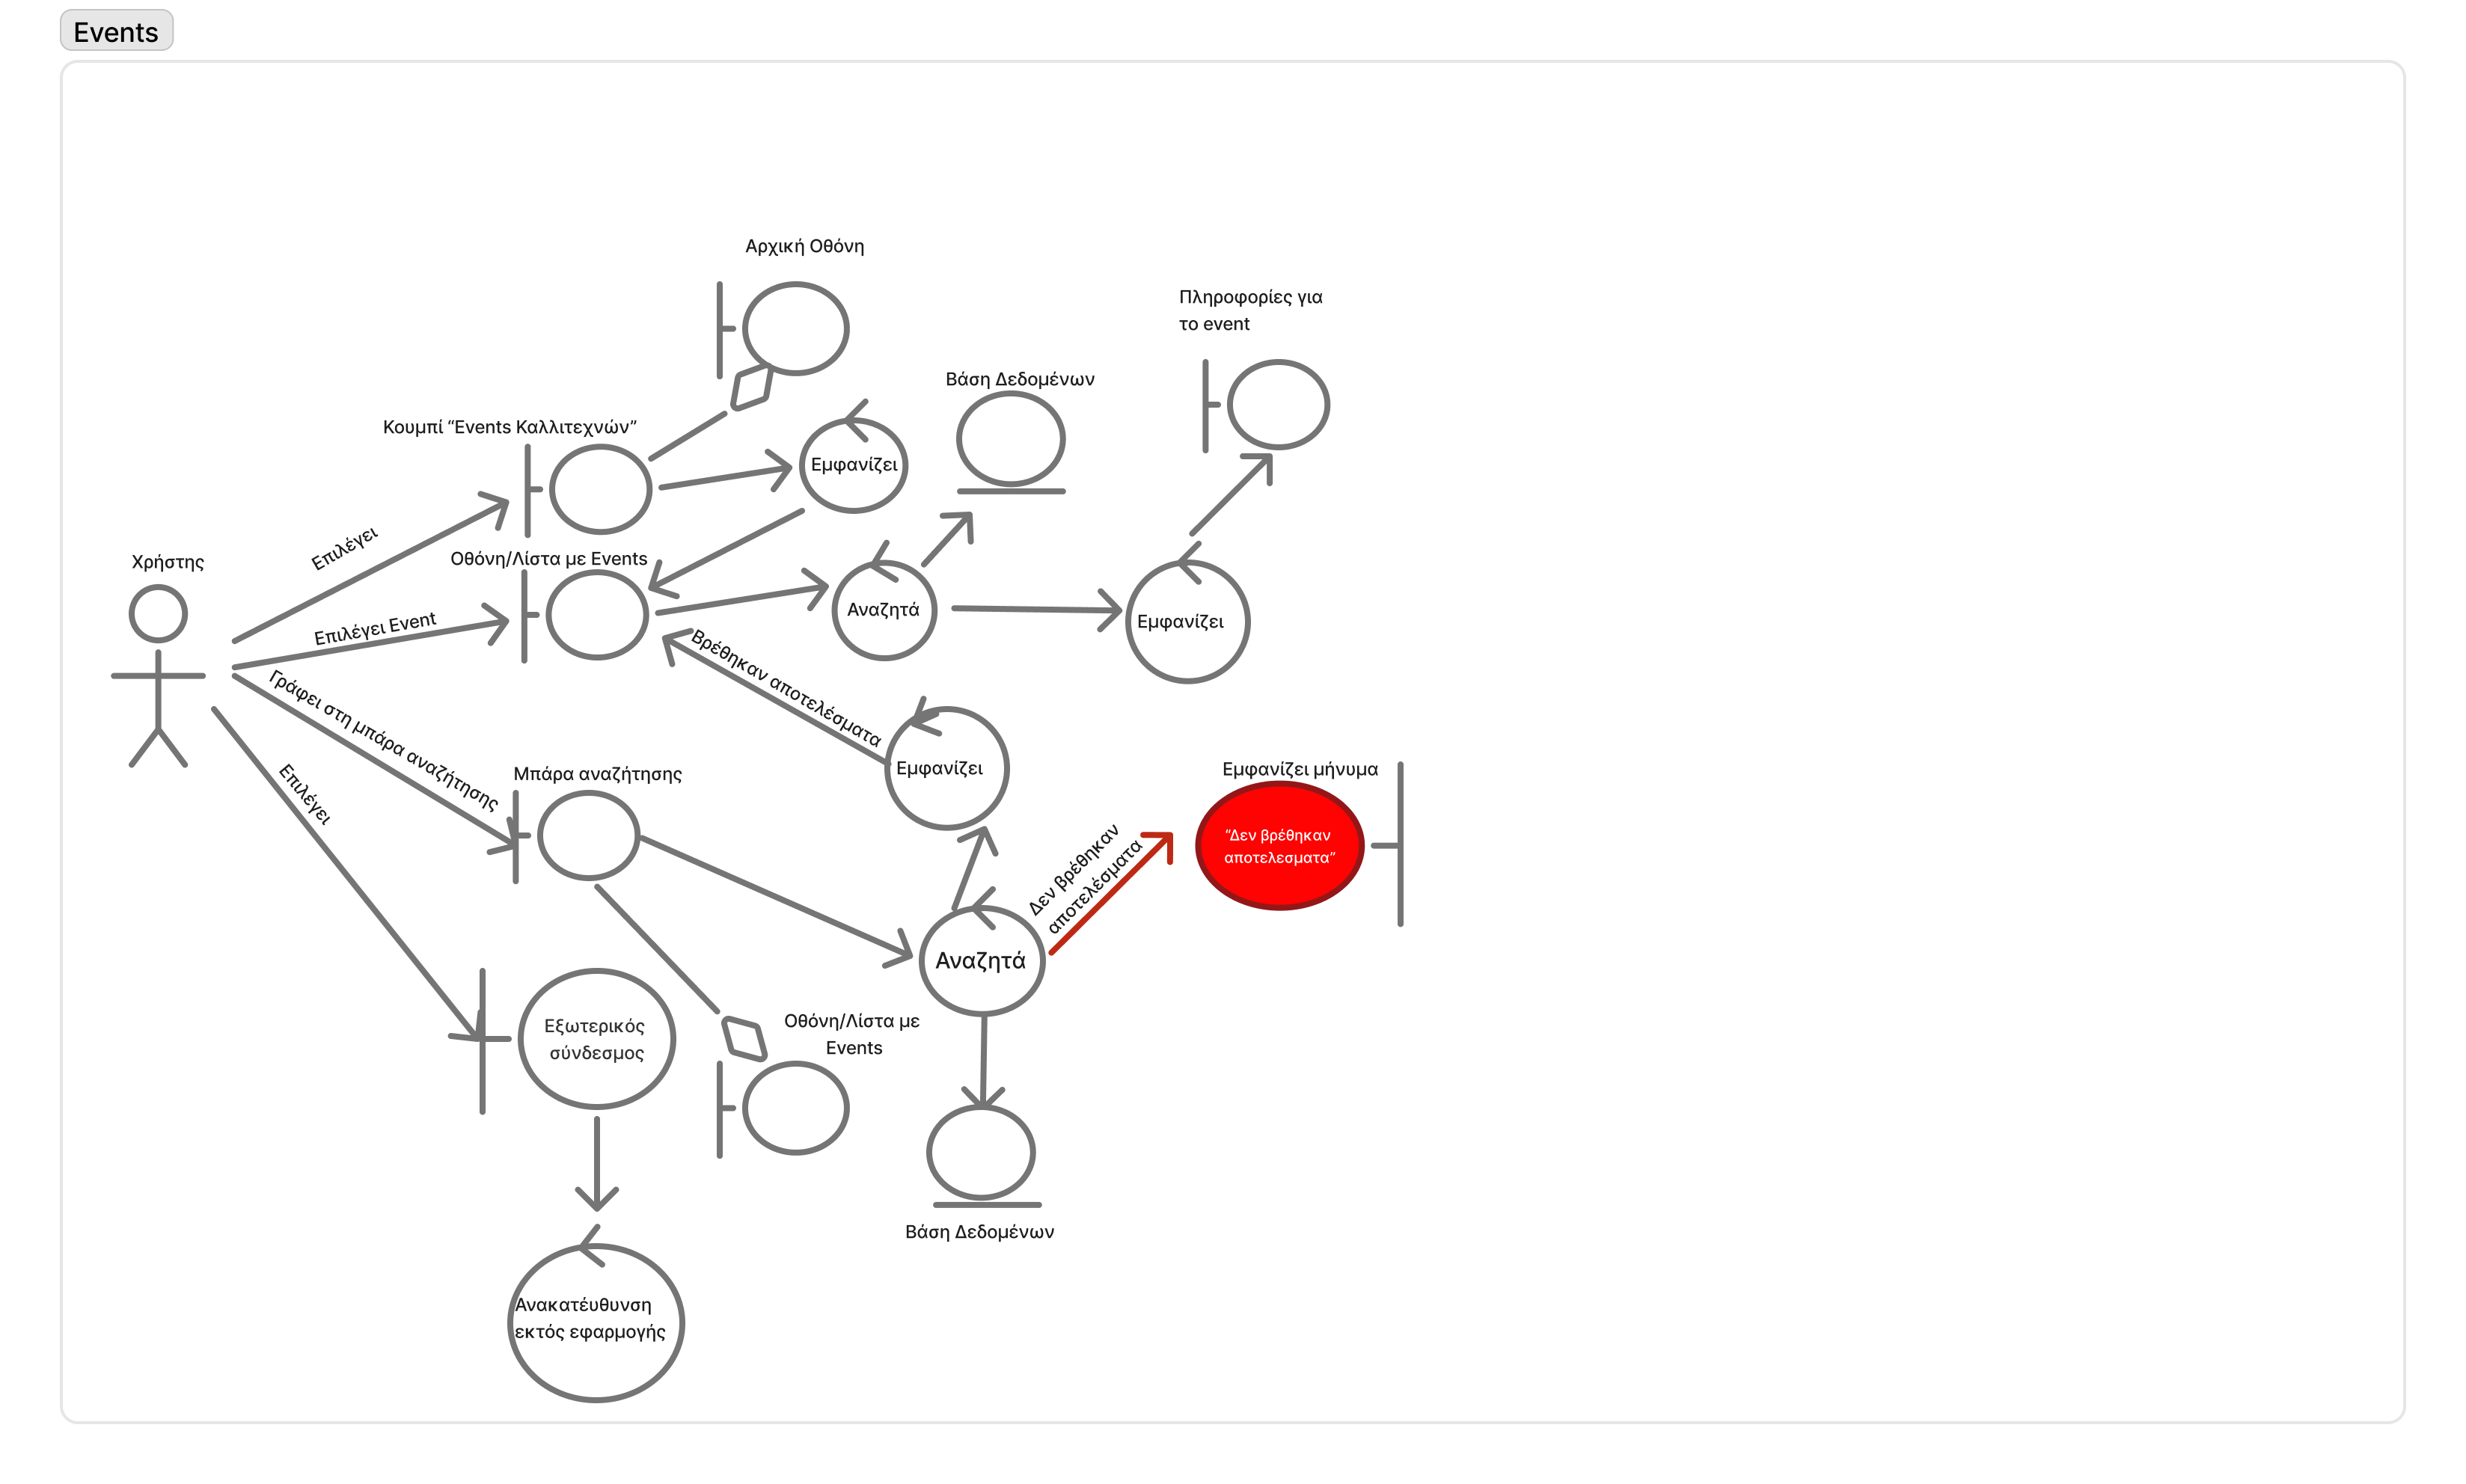 Events
Αρχική Οθόνη
Πληροφορίες για
το event
Βάση Δεδομένων
Κουμπί “Events Καλλιτεχνών”
Εμφανίζει
Επιλέγει
Χρήστης
Οθόνη/Λίστα με Events
Επιλέγει Event
Αναζητά
Εμφανίζει
Βρέθηκαν αποτελέσματα
Γράφει στη μπάρα αναζήτησης
Επιλέγει
Μπάρα αναζήτησης
Εμφανίζει
Εμφανίζει μήνυμα
“Δεν βρέθηκαν
αποτελεσματα”
Δεν βρέθηκαν
αποτελέσματα
Αναζητά
Εξωτερικός
σύνδεσμος
Οθόνη/Λίστα με
Events
Βάση Δεδομένων
Ανακατέυθυνση
εκτός εφαρμογής